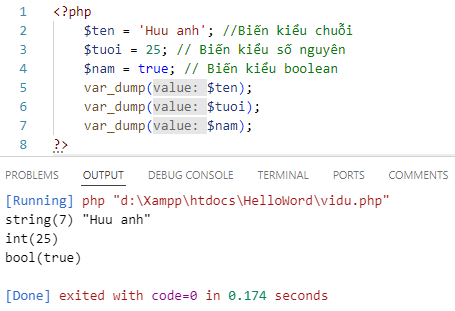 1 <?php
2 $ten = 'Huu anh'; //Biến kiểu chuỗi
3 $tuoi = 25; // Biến kiểu số nguyên
4 $nam = true; // Biến kiểu boolean
5 var_dump(value: $ten);
6 var_dump(value: $tuoi);
7 var_dump(value: $nam);
8 ?>
PROBLEMS OUTPUT DEBUG CONSOLE TERMINAL PORTS COMMENTS
[Running] php "d:\Xampp\htdocs\HelloWord\vidu.php"
string(7) "Huu anh"
int(25)
bool(true)
[Done] exited with code=0 in 0.174 seconds